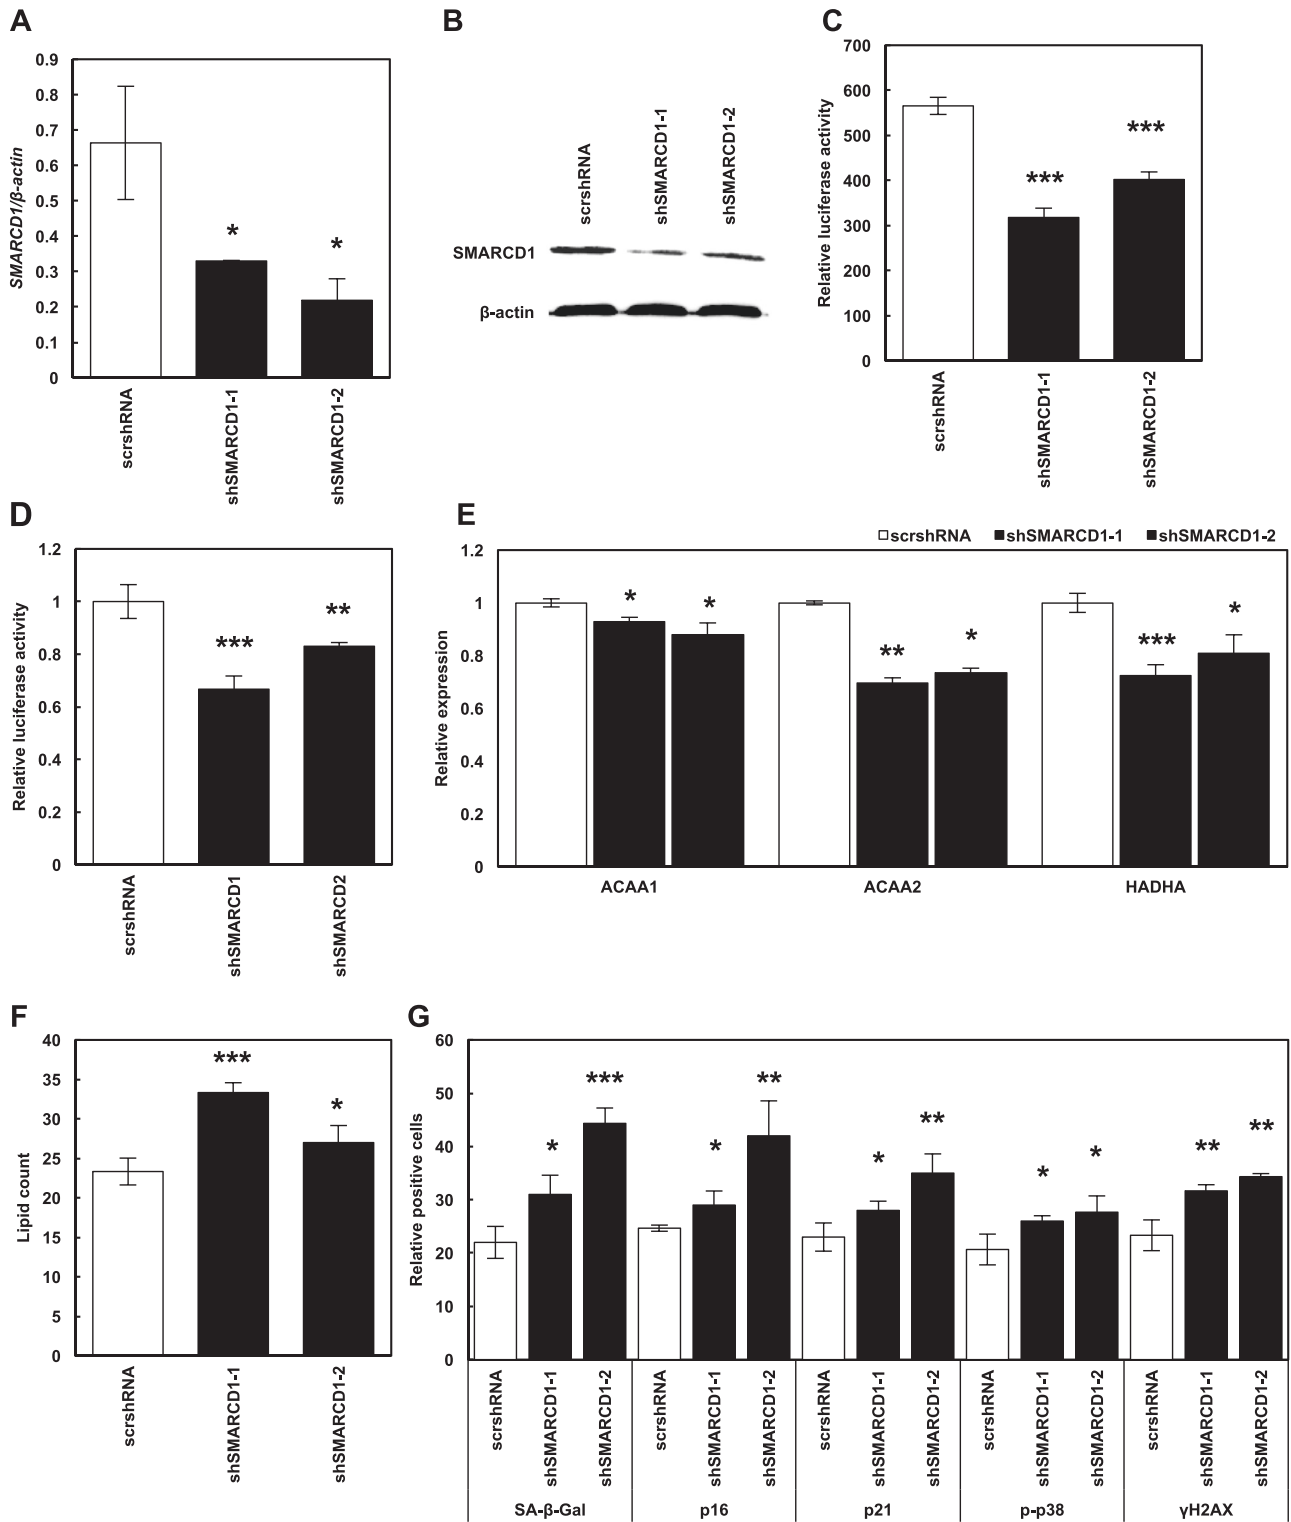 A
0.9
0.8
0.7
0.6
0.5
0.4
0.3
0.2
0.1
0
SMARCD1/β-actin
*
*
scrshRNA
shSMARCD1-1
shSMARCD1-2
B
scrshRNA
shSMARCD1-1
shSMARCD1-2
SMARCD1
β-actin
C
700
600
500
400
300
200
100
0
Relative luciferase activity
***
***
scrshRNA
shSMARCD1-1
shSMARCD1-2
D
1.2
1
0.8
0.6
0.4
0.2
0
Relative luciferase activity
***
**
scrshRNA
shSMARCD1
shSMARCD2
E
scrshRNA shSMARCD1-1 shSMARCD1-2
1.2
1
0.8
0.6
0.4
0.2
0
Relative expression
*
*
**
*
***
*
ACAA1 ACAA2 HADHA
F
40
35
30
25
20
15
10
5
0
Lipid count
***
*
scrshRNA
shSMARCD1-1
shSMARCD1-2
G
60
50
40
30
20
10
0
Relative positive cells
*
***
*
**
*
**
*
*
**
**
scrshRNA
shSMARCD1-1
shSMARCD1-2
scrshRNA
shSMARCD1-1
shSMARCD1-2
scrshRNA
shSMARCD1-1
shSMARCD1-2
scrshRNA
shSMARCD1-1
shSMARCD1-2
scrshRNA
shSMARCD1-1
shSMARCD1-2
SA-β-Gal p16 p21 p-p38 γH2AX